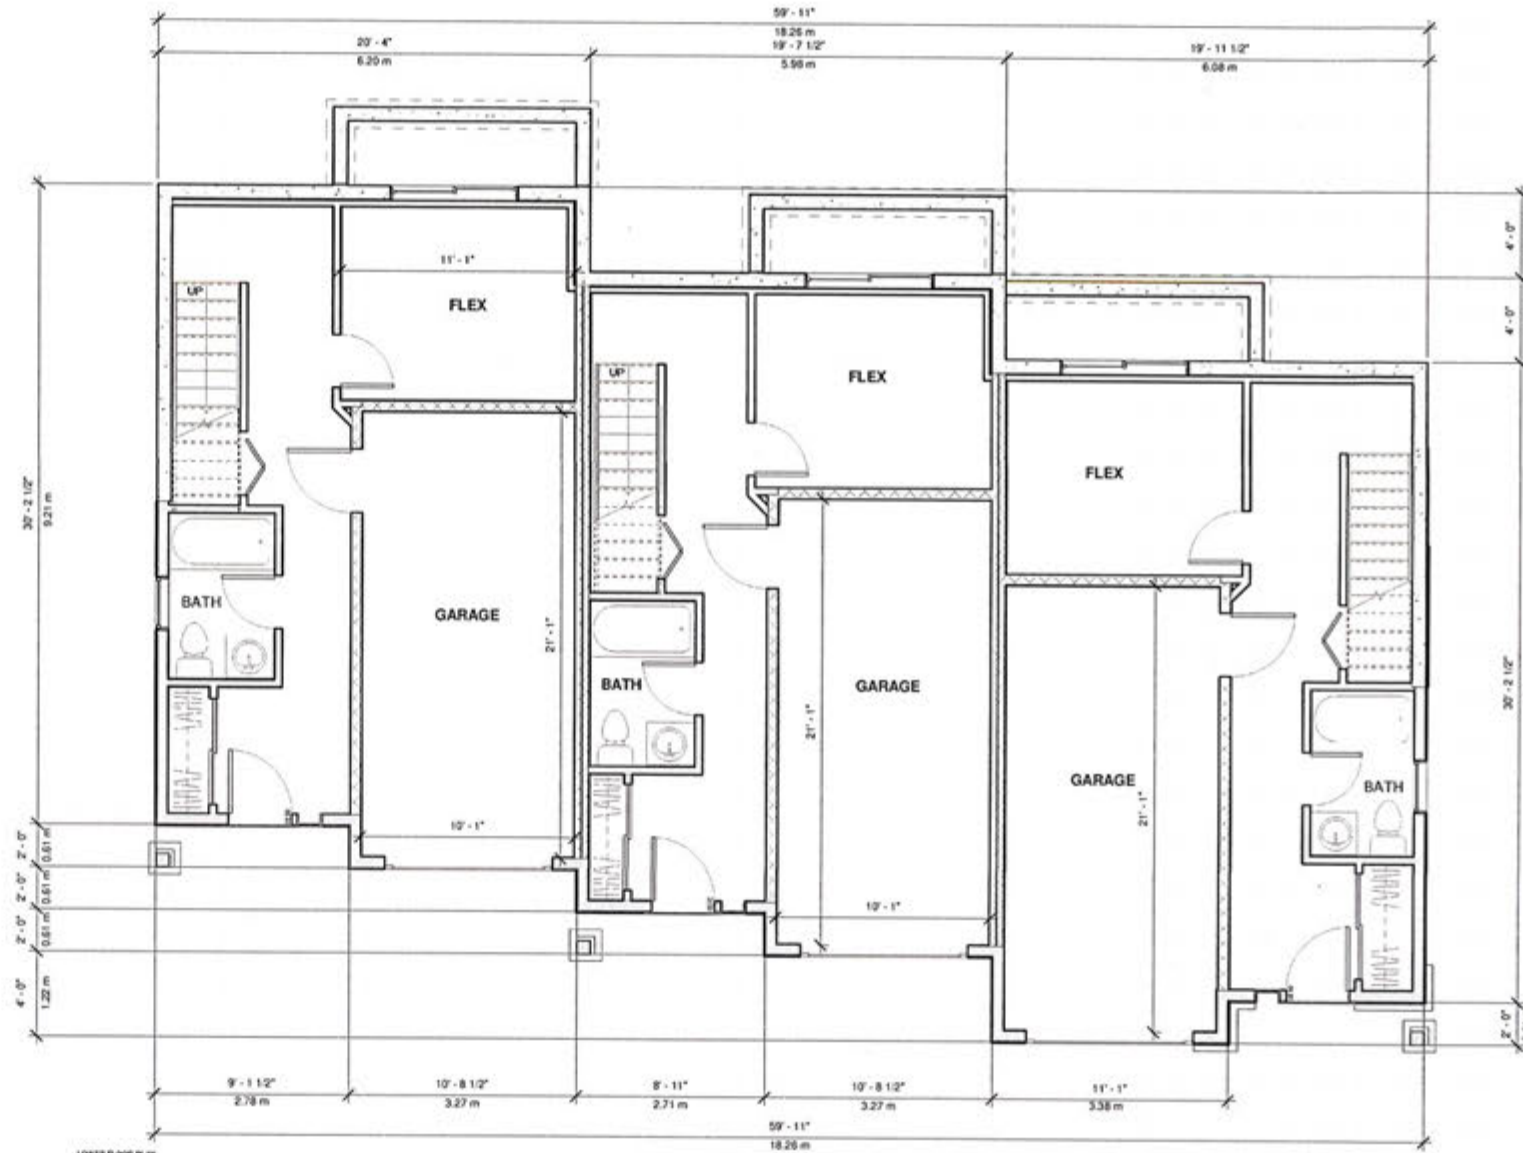 59' - 11"
18.26 m
20' - 4"
6.20 m
19' - 7 1/2"
5.98 m
19' - 11 1/2"
6.08 m
4' - 0"
4' - 0"
11' - 1"
UP
FLEX
UP
FLEX
FLEX
30' - 2 1/2"
9.21 m
BATH
GARAGE
21' - 1"
BATH
GARAGE
21' - 1"
GARAGE
21' - 1"
BATH
30' - 2 1/2"
10' - 1"
10' - 1"
2' - 0"
0.61 m
2' - 0"
0.61 m
2' - 0"
0.61 m
4' - 0"
1.22 m
2' - 0"
9' - 1 1/2"
2.78 m
10' - 8 1/2"
3.27 m
8' - 11"
2.71 m
10' - 8 1/2"
3.27 m
11' - 1"
3.38 m
59' - 11"
18.26 m